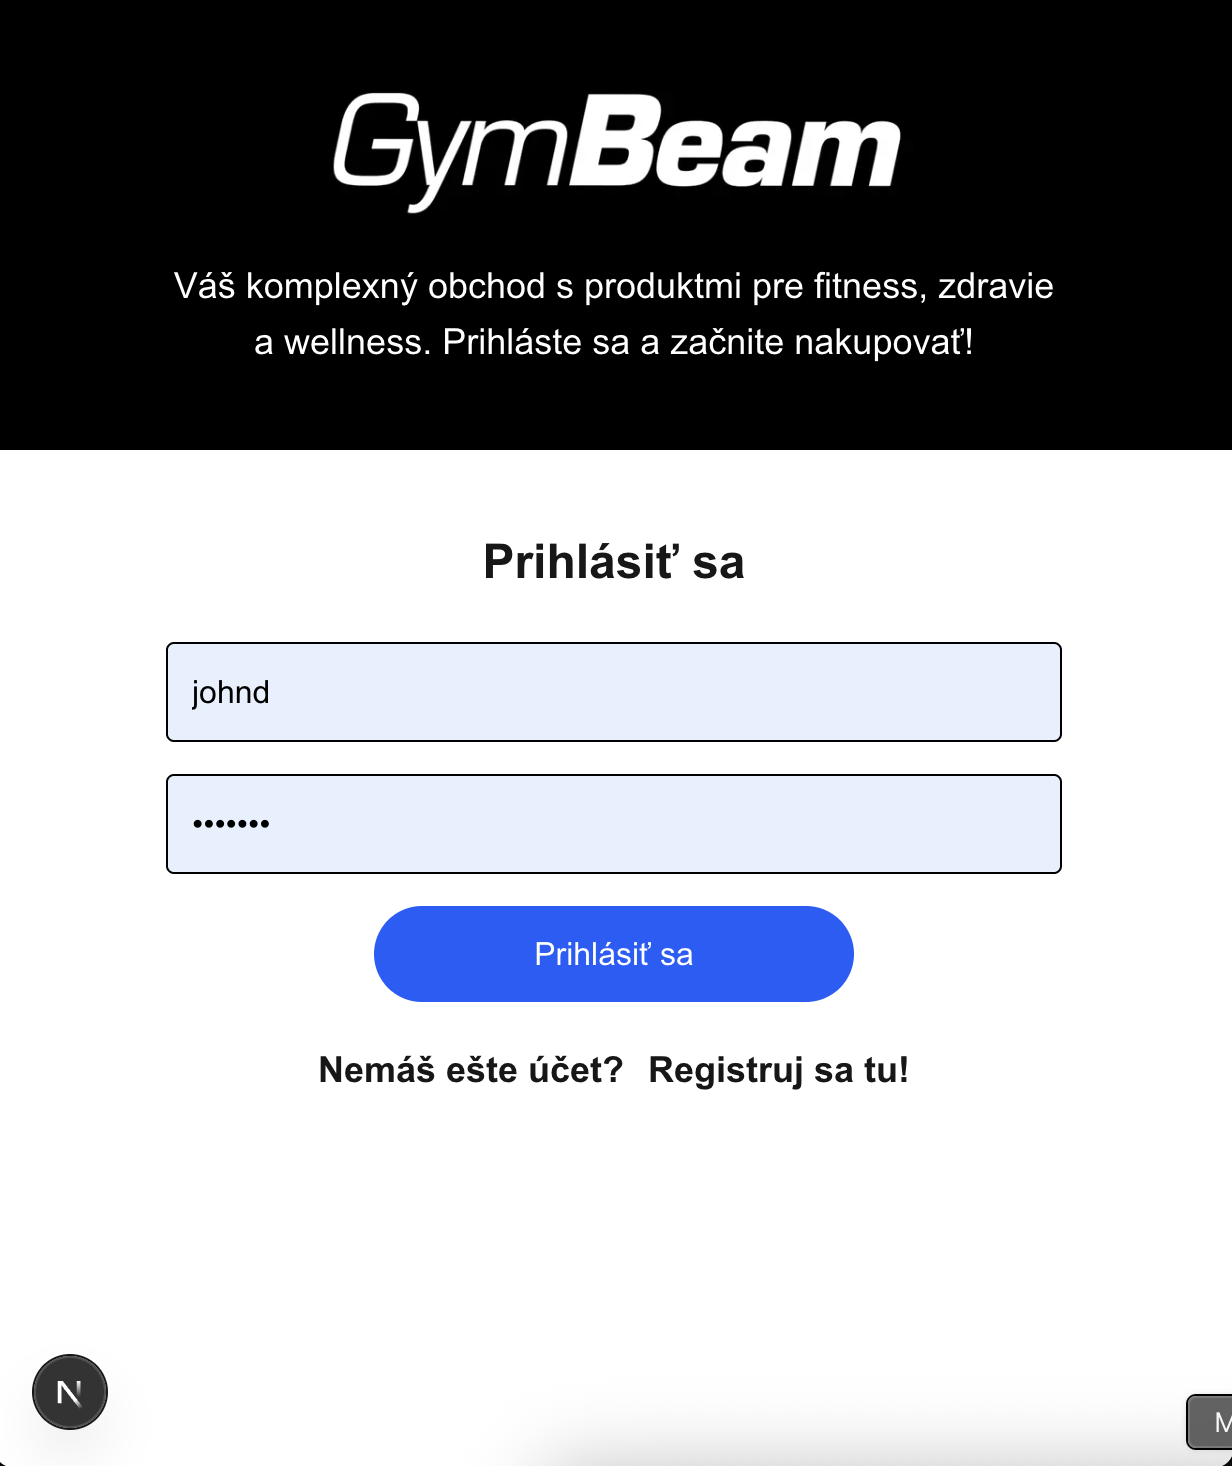 GymBeam
Váš komplexný obchod s produktmi pre fitness, zdravie
a wellness. Prihláste sa a začnite nakupovať!
Prihlásiť sa
johnd
•••••••
Prihlásiť sa
Nemáš ešte účet? Registruj sa tu!
N
M